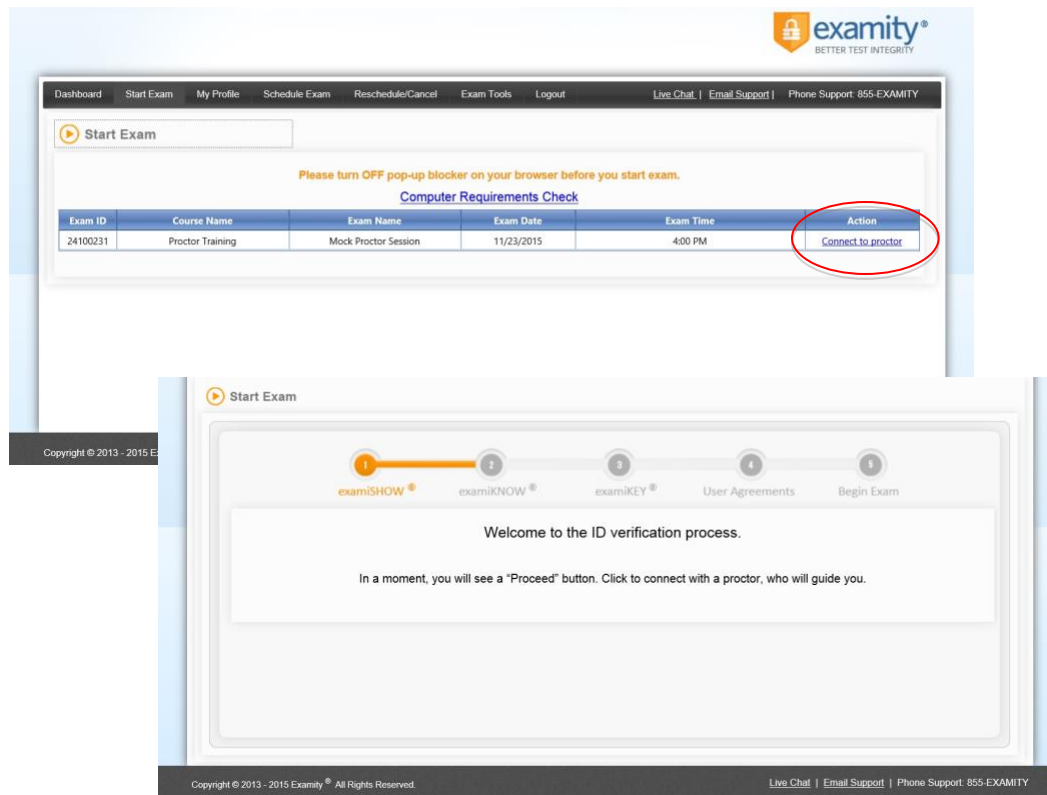 examity®
BETTER TEST INTEGRITY
Dashboard Start Exam My Profile Schedule Exam Reschedule/Cancel Exam Tools Logout Live Chat | Email Support | Phone Support: 855-EXAMITY
Start Exam
Please turn OFF pop-up blocker on your browser before you start exam.
Computer Requirements Check
Exam ID Course Name Exam Name Exam Date Exam Time Action
24100231 Proctor Training Mock Proctor Session 11/23/2015 4:00 PM Connect to proctor
Copyright © 2013 - 2015 E
Start Exam
1 2 3 4 5
examiSHOW ® examiKNOW ® examiKEY ® User Agreements Begin Exam
Welcome to the ID verification process.
In a moment, you will see a "Proceed" button. Click to connect with a proctor, who will guide you.
Copyright © 2013 - 2015 Examity ® All Rights Reserved. Live Chat | Email Support | Phone Support: 855-EXAMITY